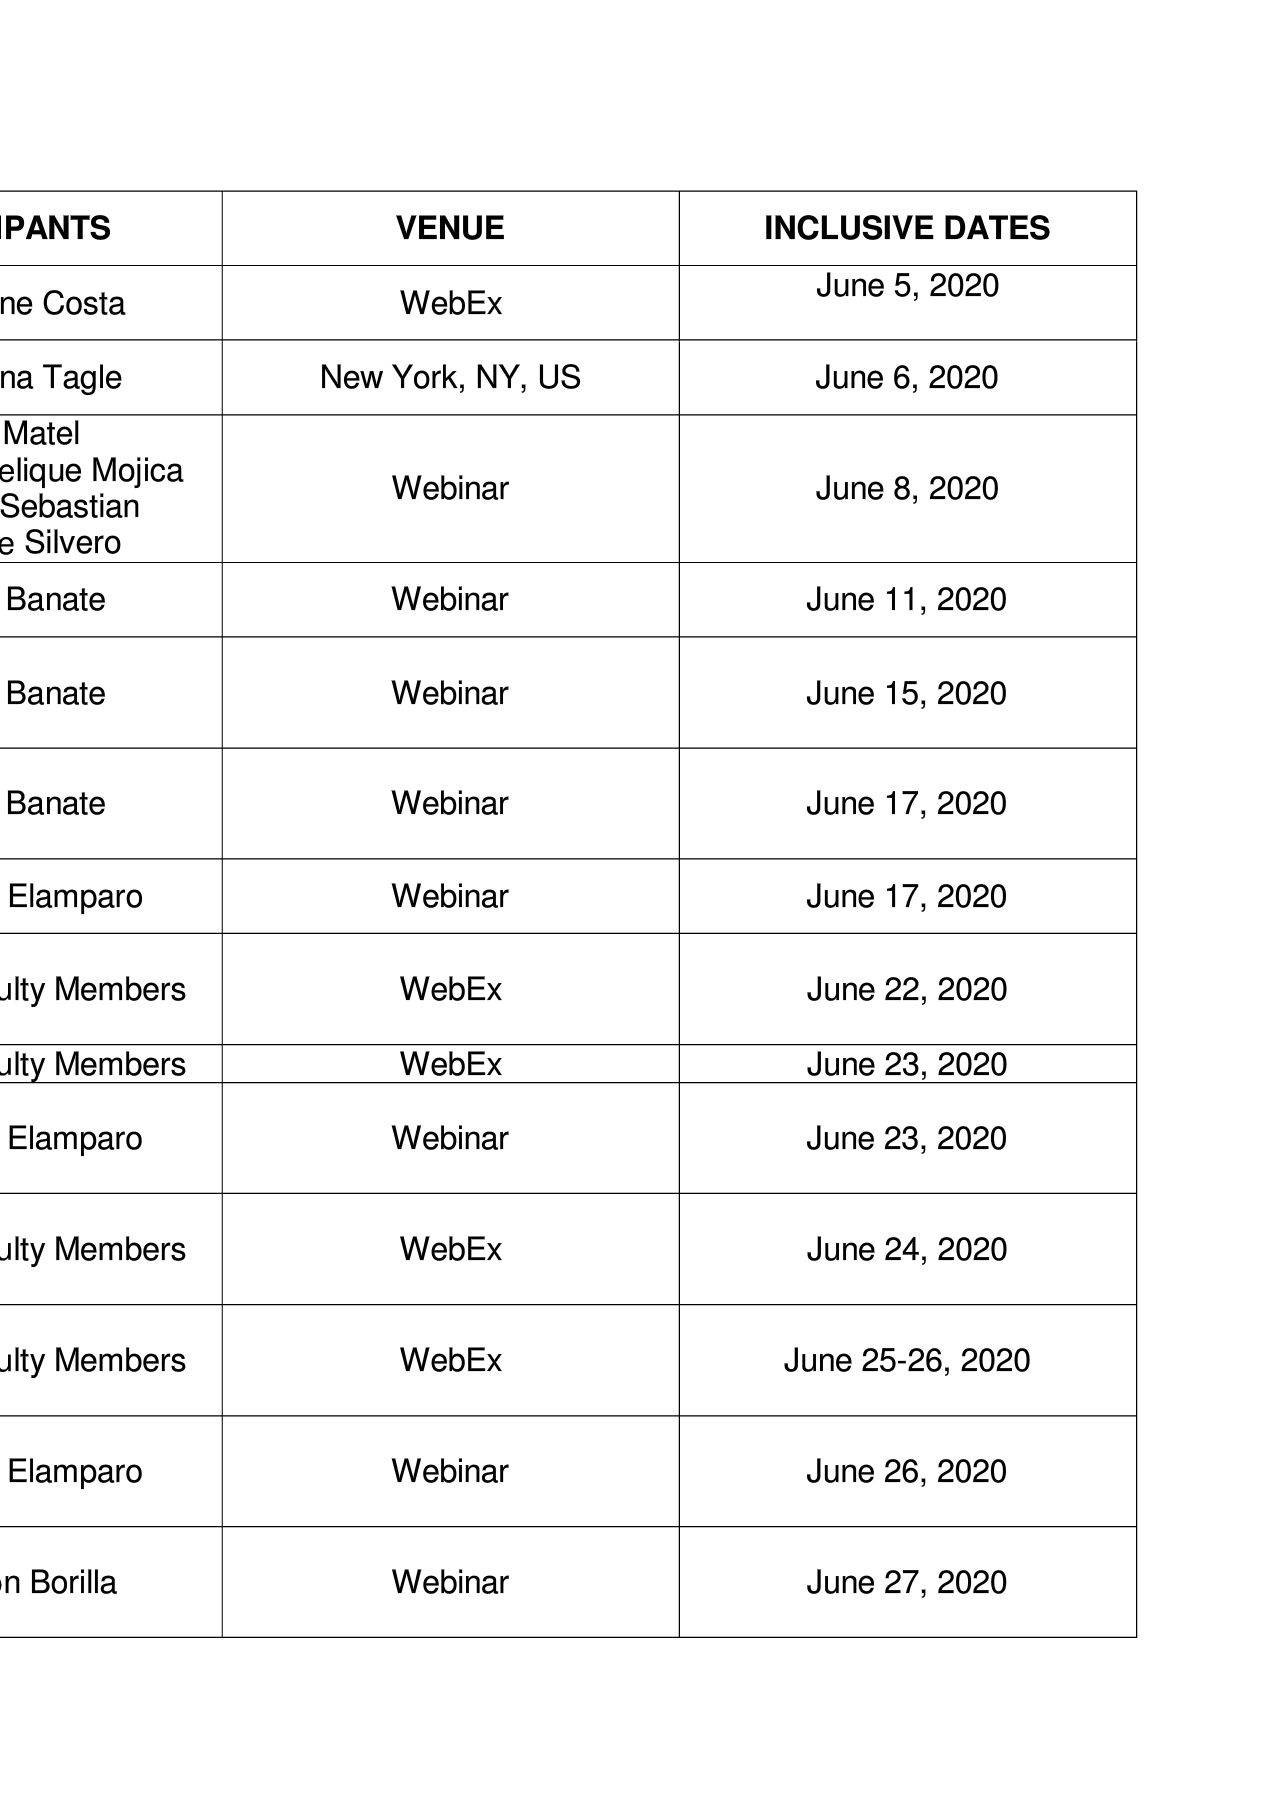 IPANTS VENUE INCLUSIVE DATES
ne Costa WebEx June 5, 2020
na Tagle New York, NY, US June 6, 2020
Matel
elique Mojica
Sebastian
e Silvero
Webinar June 8, 2020
Banate Webinar June 11, 2020
Banate Webinar June 15, 2020
Banate Webinar June 17, 2020
Elamparo Webinar June 17, 2020
ulty Members WebEx June 22, 2020
ulty Members WebEx June 23, 2020
Elamparo Webinar June 23, 2020
ulty Members WebEx June 24, 2020
ulty Members WebEx June 25-26, 2020
Elamparo Webinar June 26, 2020
on Borilla Webinar June 27, 2020